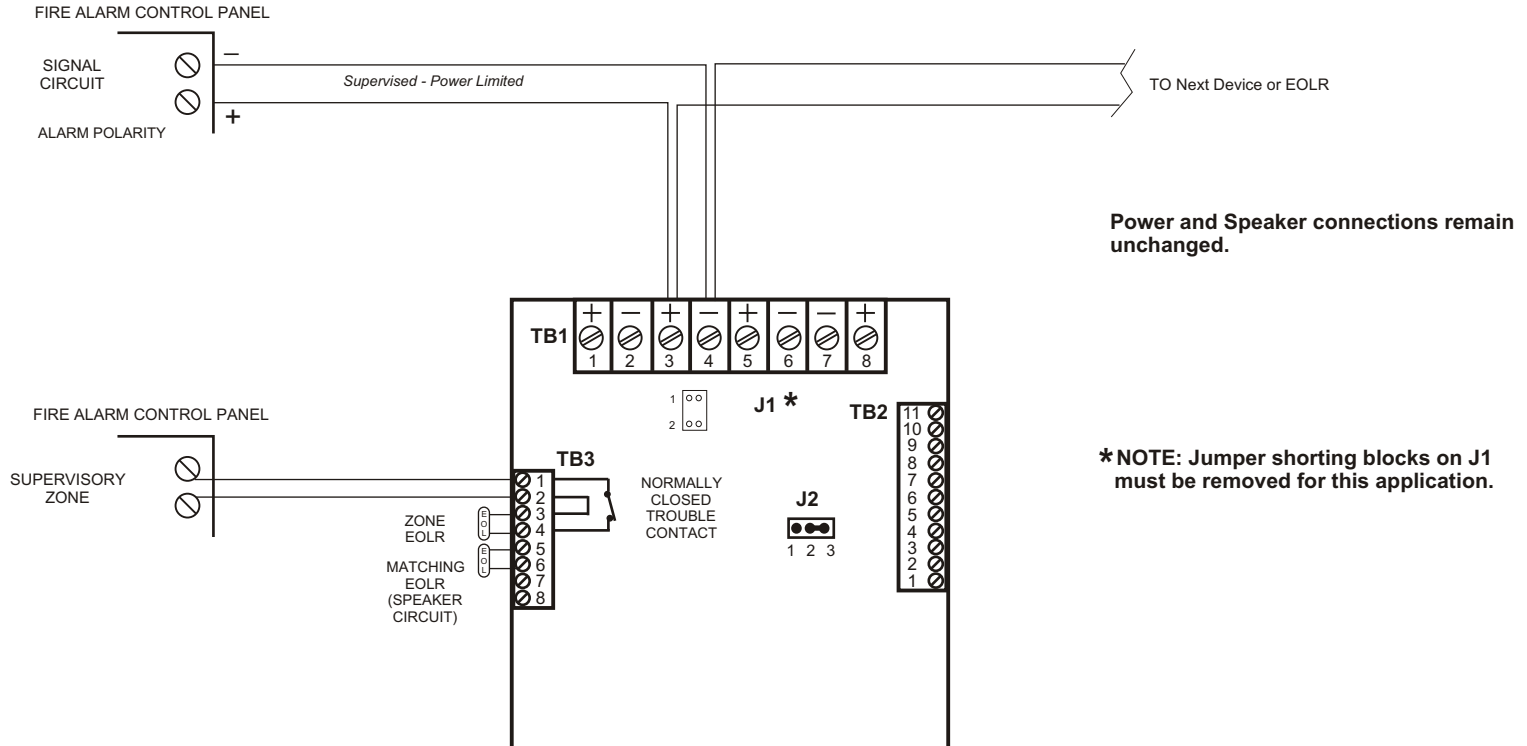 FIRE ALARM CONTROL PANEL
SIGNAL
CIRCUIT
–
+
ALARM POLARITY
Supervised - Power Limited
TO Next Device or EOLR
Power and Speaker connections remain
unchanged.
TB1
+ – + – + – – +
1 2 3 4 5 6 7 8
1
2
J1 *
TB2
11
10
9
8
7
6
5
4
3
2
1
FIRE ALARM CONTROL PANEL
SUPERVISORY
ZONE
TB3
1
2
3
4
5
6
7
8
NORMALLY
CLOSED
TROUBLE
CONTACT
J2
1 2 3
ZONE
EOLR
EOL
MATCHING
EOLR
(SPEAKER
CIRCUIT)
EOL
* NOTE: Jumper shorting blocks on J1
must be removed for this application.